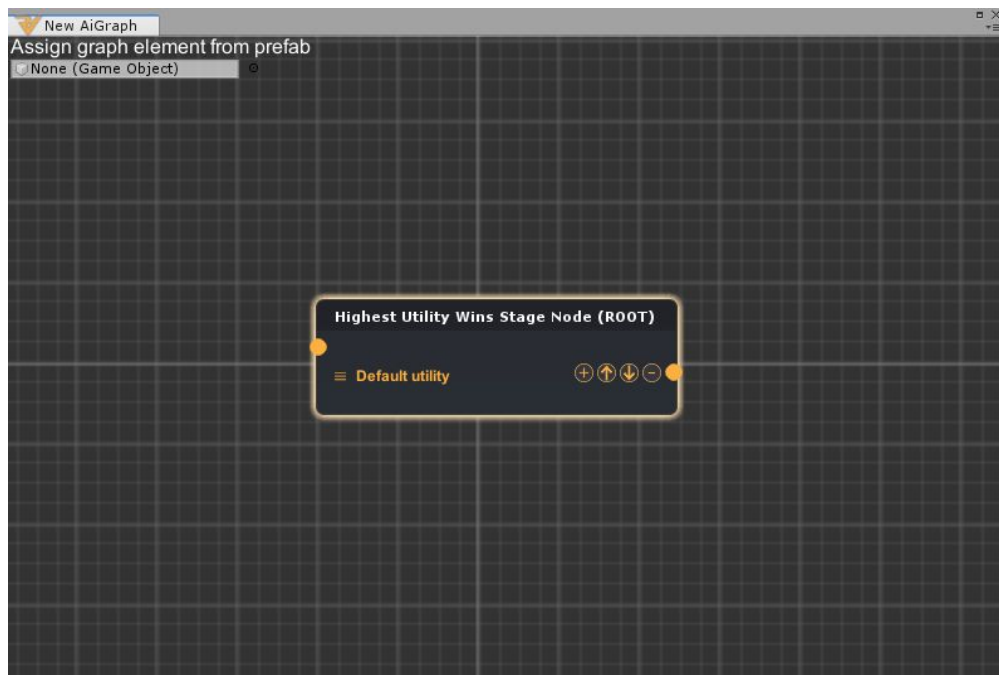 New AiGraph
Assign graph element from prefab
None (Game Object)
Highest Utility Wins Stage Node (ROOT)
Default utility